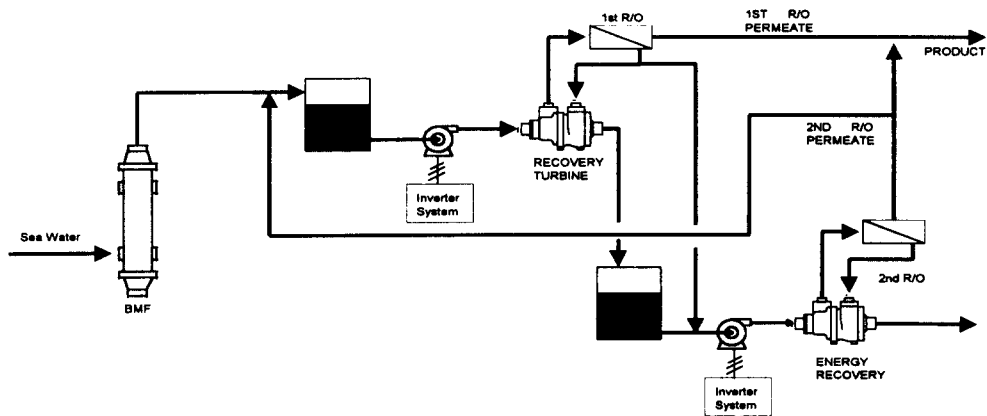 1st R/O
1ST R/O
PERMEATE
PRODUCT
2ND R/O
PERMEATE
RECOVERY
TURBINE
Inverter
System
Sea Water
BMF
2nd R/O
ENERGY
RECOVERY
Inverter
System